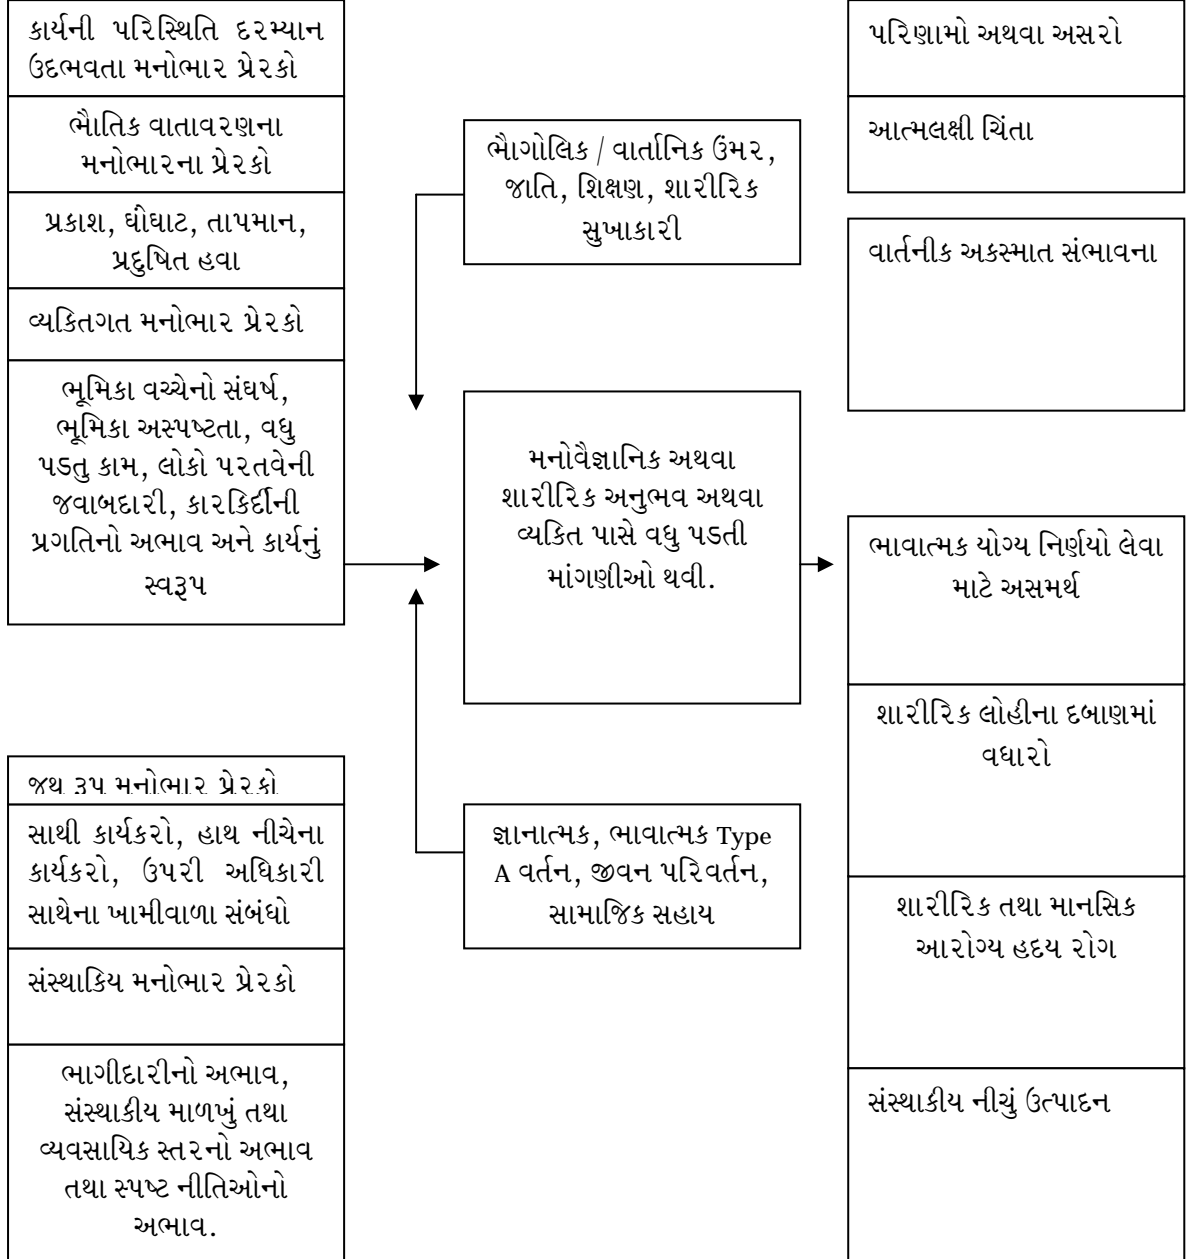 કાર્યની પરિસ્થિતિ દરમ્યાન
ઉદભવતા મનોભાર પ્રેરકો
ભૈાતિક વાતાવરણના
મનોભારના પ્રેરકો
પ્રકાશ, ઘોંઘાટ, તાપમાન,
પ્રદુષિત હવા
વ્યકિતગત મનોભાર પ્રેરકો
ભૂમિકા વચ્ચેનો સંઘર્ષ,
ભૂમિકા અસ્પષ્ટતા, વધુ
પડતુ કામ, લોકો પરતવેની
જવાબદારી, કારકિર્દીની
પ્રગતિનો અભાવ અને કાર્યનું
સ્વરૂપ
જથ રૂપ મનોભાર પ્રેરકો
સાથી કાર્યકરો, હાથ નીચેના
કાર્યકરો, ઉપરી અધિકારી
સાથેના ખામીવાળા સંબંધો
સંસ્થાકિય મનોભાર પ્રેરકો
ભાગીદારીનો અભાવ,
સંસ્થાકીય માળખું તથા
વ્યવસાયિક સ્તરનો અભાવ
તથા સ્પષ્ટ નીતિઓનો
અભાવ.
ભૈાગોલિક / વાર્તાનિક ઉંમર,
જાતિ, શિક્ષણ, શારીરિક
સુખાકારી
મનોવૈજ્ઞાનિક અથવા
શારીરિક અનુભવ અથવા
વ્યકિત પાસે વધુ પડતી
માંગણીઓ થવી.
જ્ઞાનાત્મક, ભાવાત્મક Type
A વર્તન, જીવન પરિવર્તન,
સામાજિક સહાય
પરિણામો અથવા અસરો
આત્મલક્ષી ચિંતા
વાર્તનીક અકસ્માત સંભાવના
ભાવાત્મક યોગ્ય નિર્ણયો લેવા
માટે અસમર્થ
શારીરિક લોહીના દબાણમાં
વધારો
શારીરિક તથા માનસિક
આરોગ્ય હદય રોગ
સંસ્થાકીય નીચું ઉત્પાદન